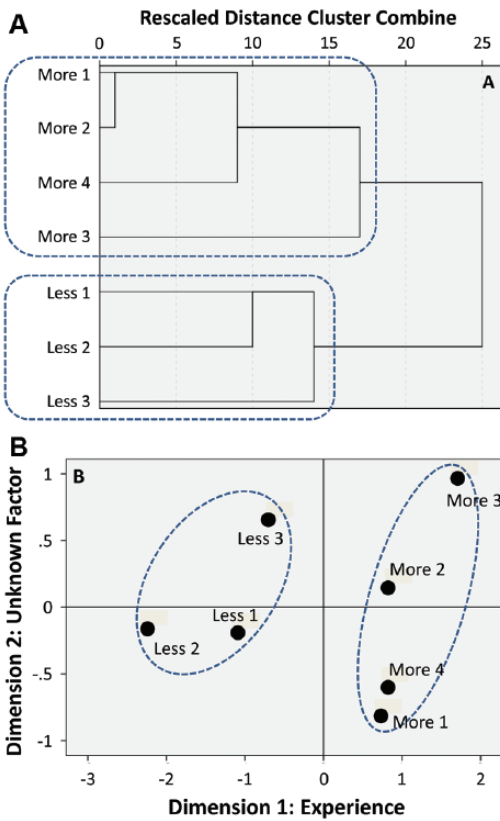 A
Rescaled Distance Cluster Combine
0 5 10 15 20 25
A
More 1
More 2
More 4
More 3
Less 1
Less 2
Less 3
B
B
Dimension 2: Unknown Factor
1
.5
0
-.5
-1
More 3
Less 3
More 2
Less 1
Less 2
More 4
More 1
-3 -2 -1 0 1 2
Dimension 1: Experience